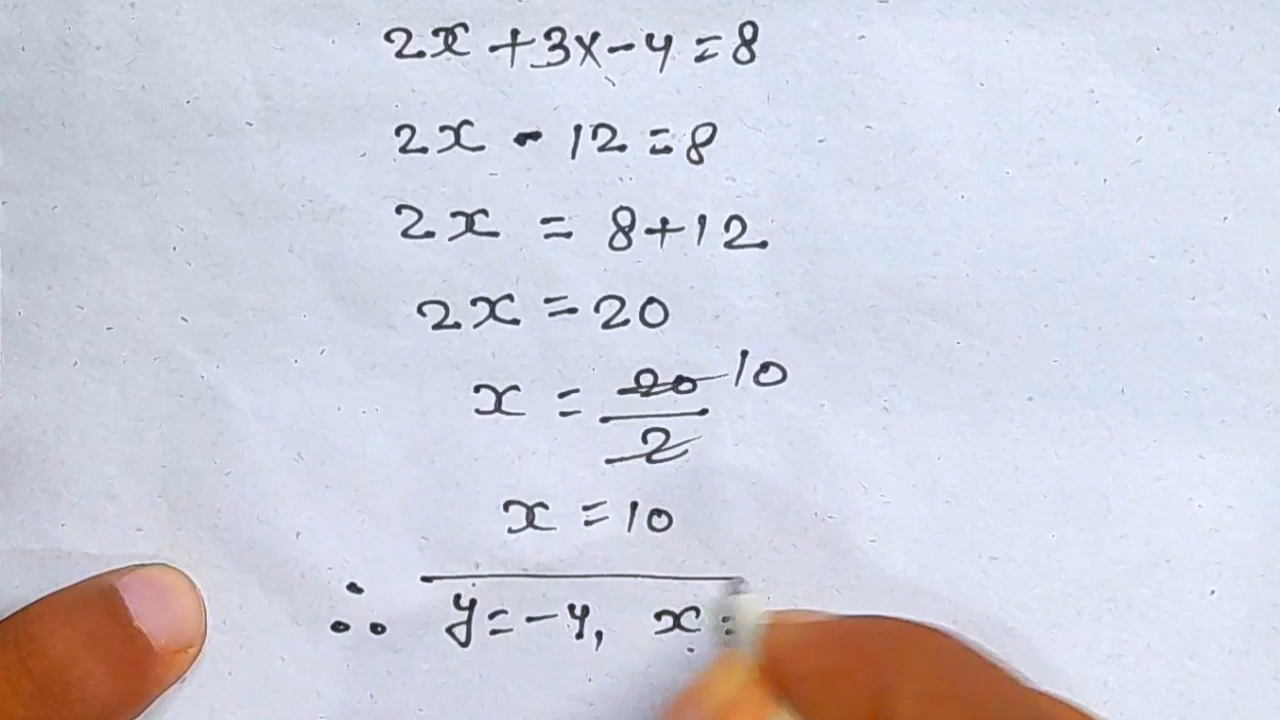 2x +3x-4=8
2x - 12 =8
2x = 8+12
2x =20
x = 20/2 10
x =10
∴ y=-4, x =